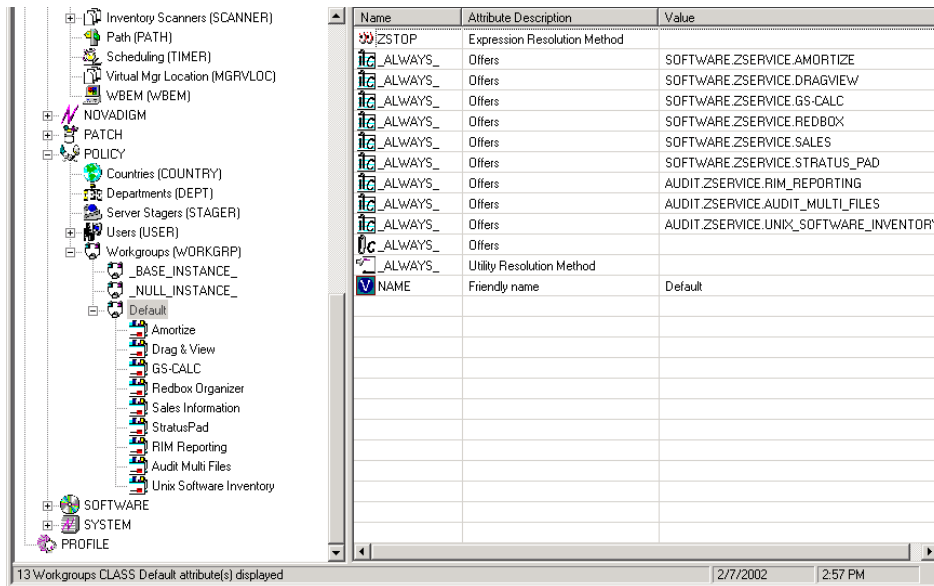 Inventory Scanners (SCANNER)
Path (PATH)
Scheduling (TIMER)
Virtual Mgr Location (MGRVLOC)
WBEM (WBEM)
NOVADIGM
PATCH
POLICY
Countries (COUNTRY)
Departments (DEPT)
Server Stagers (STAGER)
Users (USER)
Workgroups (WORKGRP)
_BASE_INSTANCE_
_NULL_INSTANCE_
Default
Amortize
Drag & View
GS-CALC
Redbox Organizer
Sales Information
StratusPad
RIM Reporting
Audit Multi Files
Unix Software Inventory
SOFTWARE
SYSTEM
PROFILE
Name Attribute Description Value
ZSTOP Expression Resolution Method
_ALWAYS_ Offers SOFTWARE.ZSERVICE.AMORTIZE
_ALWAYS_ Offers SOFTWARE.ZSERVICE.DRAGVIEW
_ALWAYS_ Offers SOFTWARE.ZSERVICE.GS-CALC
_ALWAYS_ Offers SOFTWARE.ZSERVICE.REDBOX
_ALWAYS_ Offers SOFTWARE.ZSERVICE.SALES
_ALWAYS_ Offers SOFTWARE.ZSERVICE.STRATUS_PAD
_ALWAYS_ Offers AUDIT.ZSERVICE.RIM_REPORTING
_ALWAYS_ Offers AUDIT.ZSERVICE.AUDIT_MULTI_FILES
_ALWAYS_ Offers AUDIT.ZSERVICE.UNIX_SOFTWARE_INVENTORY
_ALWAYS_ Offers
_ALWAYS_ Utility Resolution Method
NAME Friendly name Default
13 Workgroups CLASS Default attribute(s) displayed 2/7/2002 2:57 PM